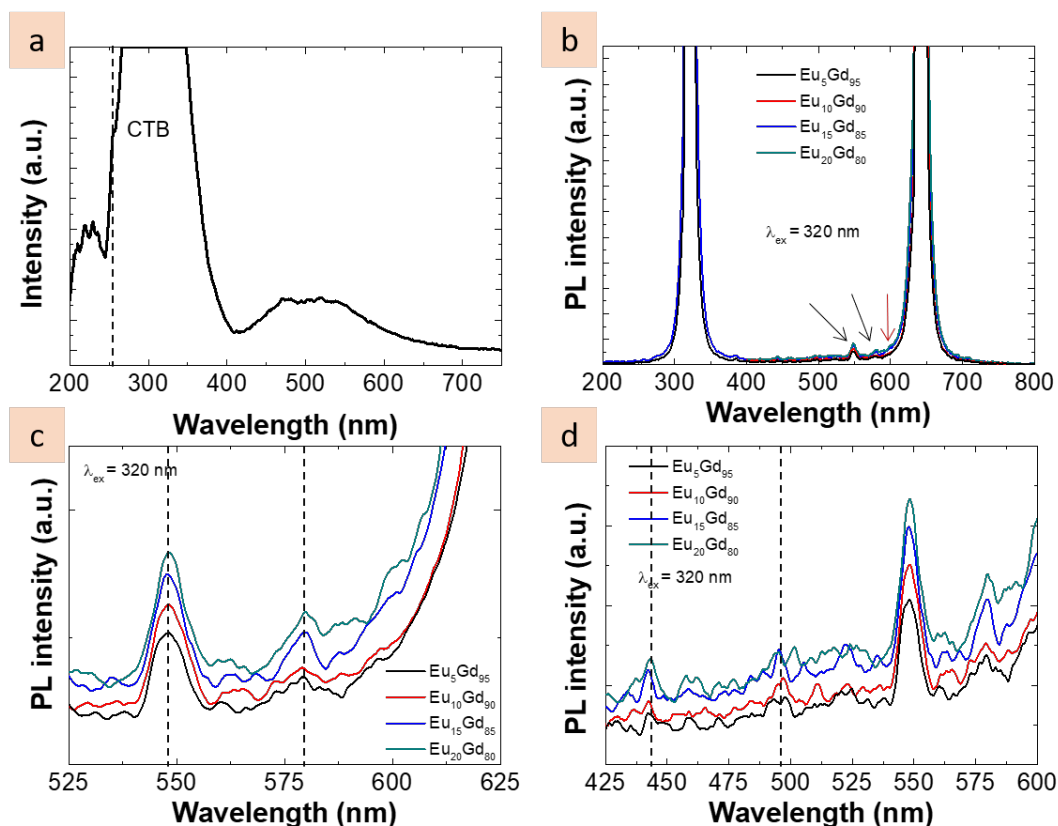 a
Intensity (a.u.)
CTB
200 300 400 500 600 700
Wavelength (nm)
b
PL intensity (a.u.)
Eu₅Gd₉₅
Eu₁₀Gd₉₀
Eu₁₅Gd₈₅
Eu₂₀Gd₈₀
λex = 320 nm
200 300 400 500 600 700 800
Wavelength (nm)
c
PL intensity (a.u.)
λex = 320 nm
Eu₅Gd₉₅
Eu₁₀Gd₉₀
Eu₁₅Gd₈₅
Eu₂₀Gd₈₀
525 550 575 600 625
Wavelength (nm)
d
PL intensity (a.u.)
Eu₅Gd₉₅
Eu₁₀Gd₉₀
Eu₁₅Gd₈₅
Eu₂₀Gd₈₀
λex = 320 nm
425 450 475 500 525 550 575 600
Wavelength (nm)